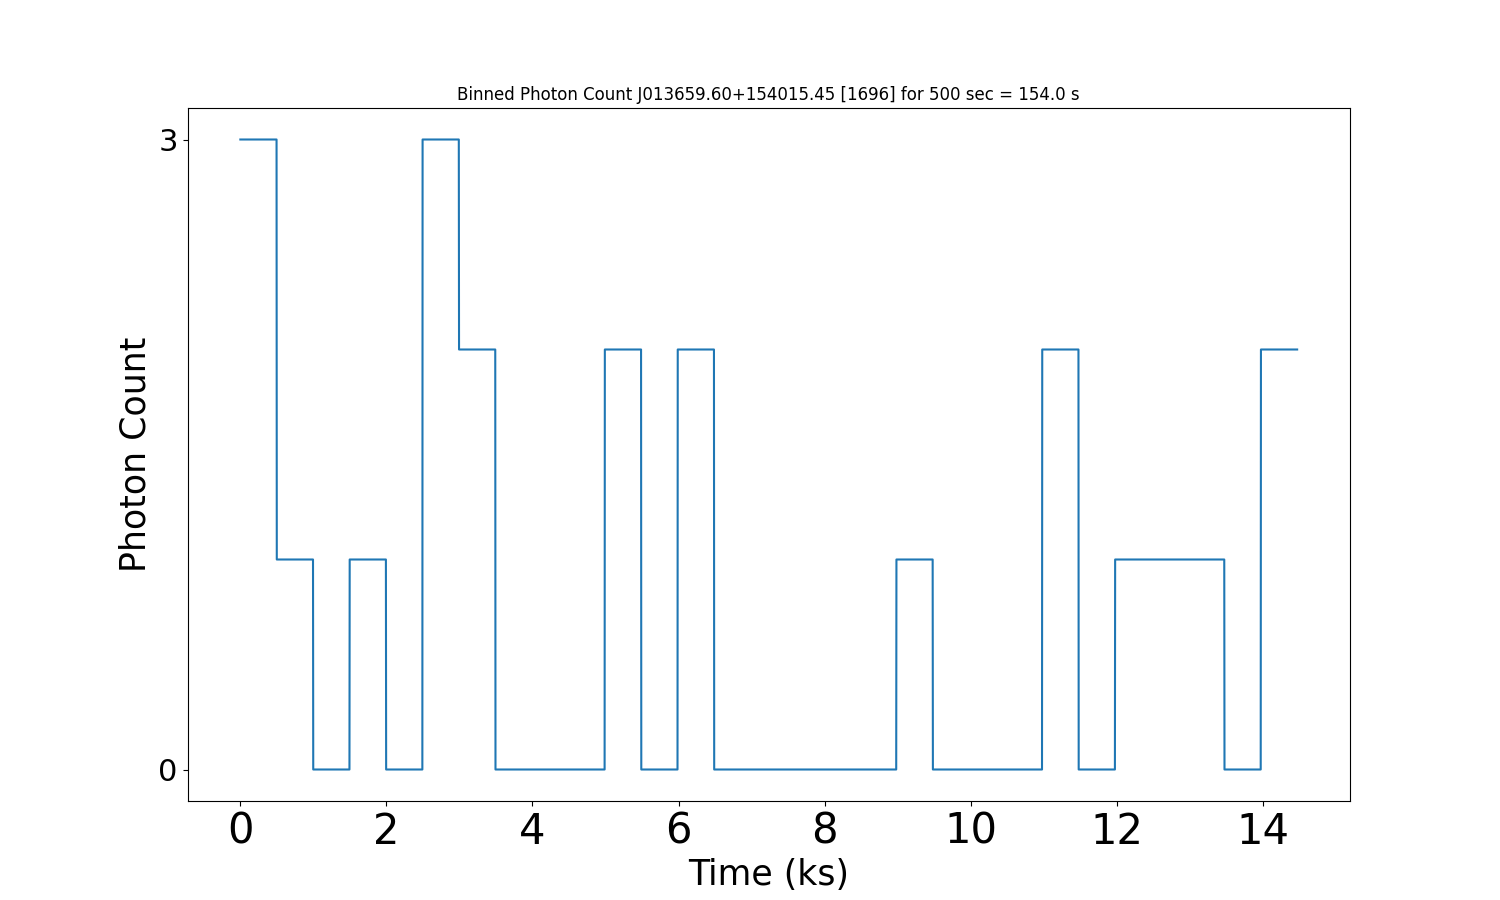 Binned Photon Count J013659.60+154015.45 [1696] for 500 sec = 154.0 s
3
Photon Count
0
0 2 4 6 8 10 12 14
Time (ks)